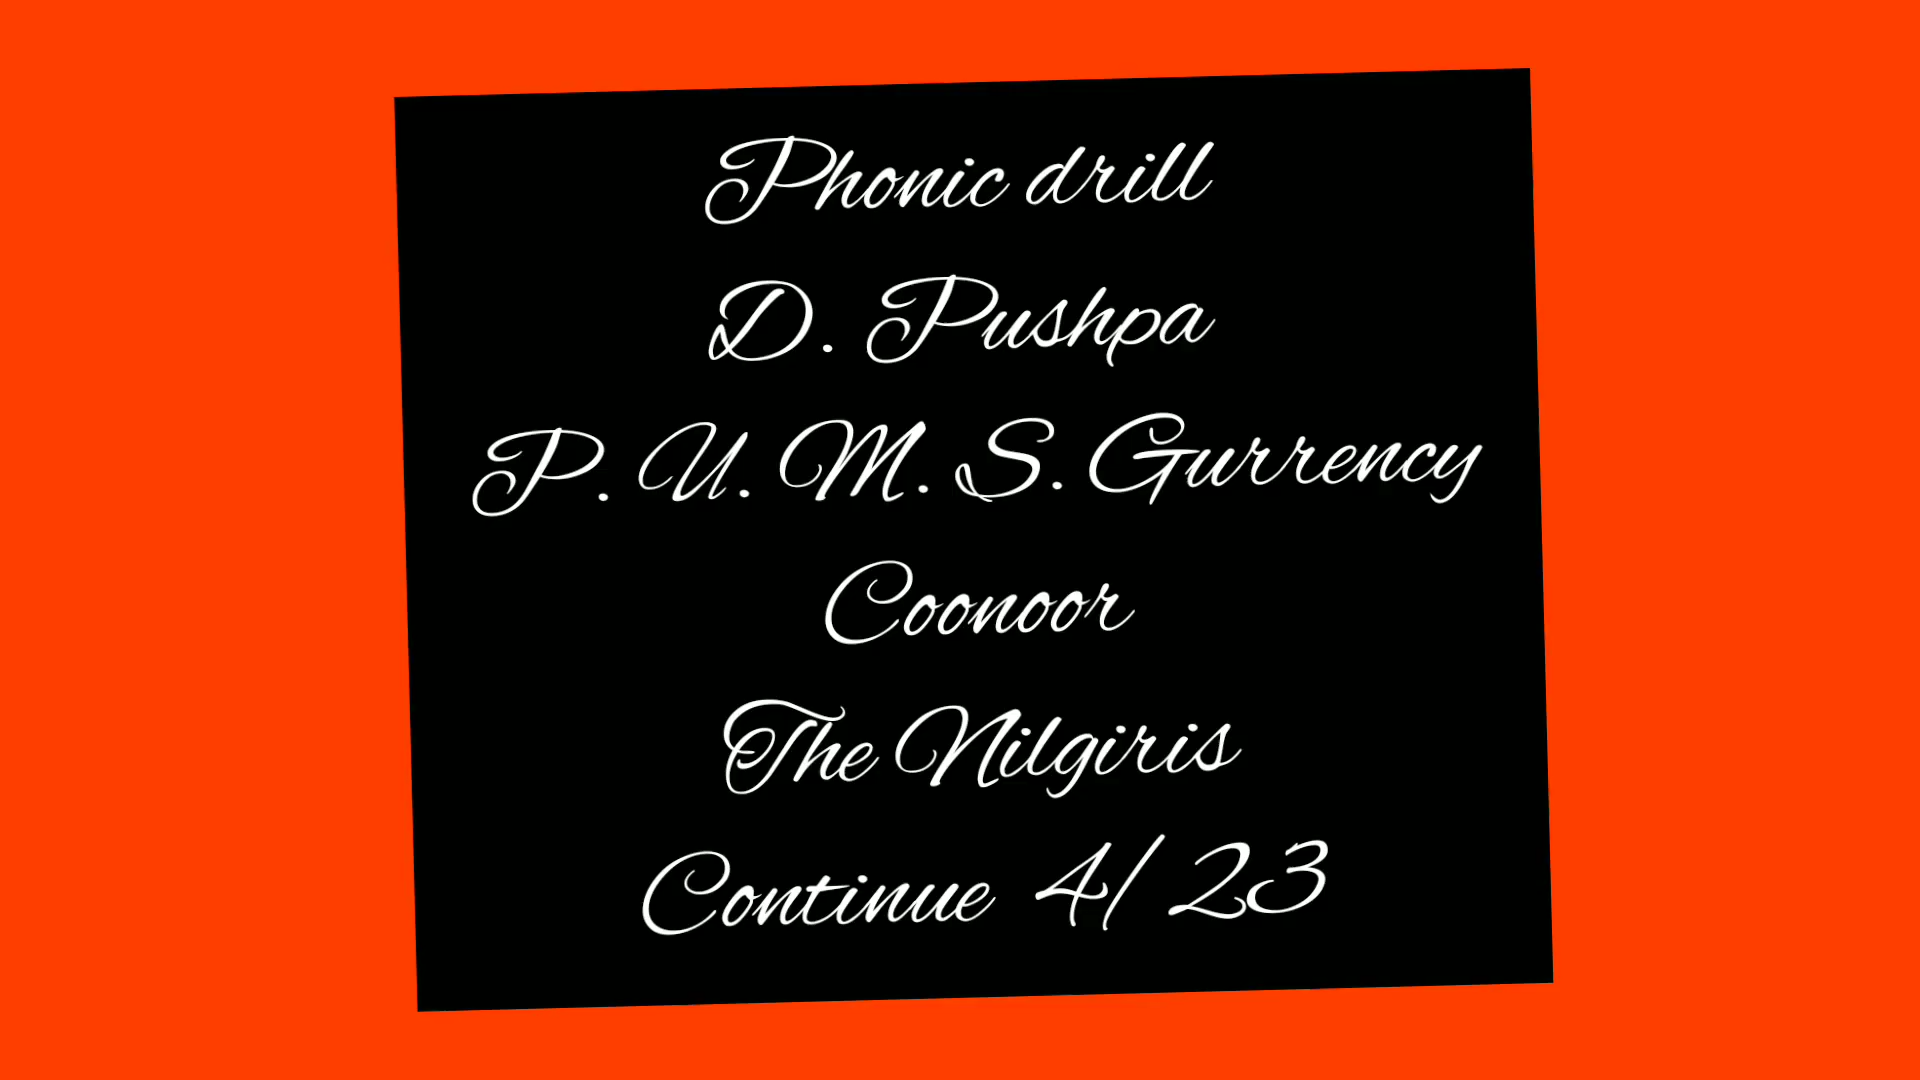 Phonic drill
D. Pushpa
P. U. M. S. Gurrency
Coonoor
The Nilgiris
Continue 4/ 23